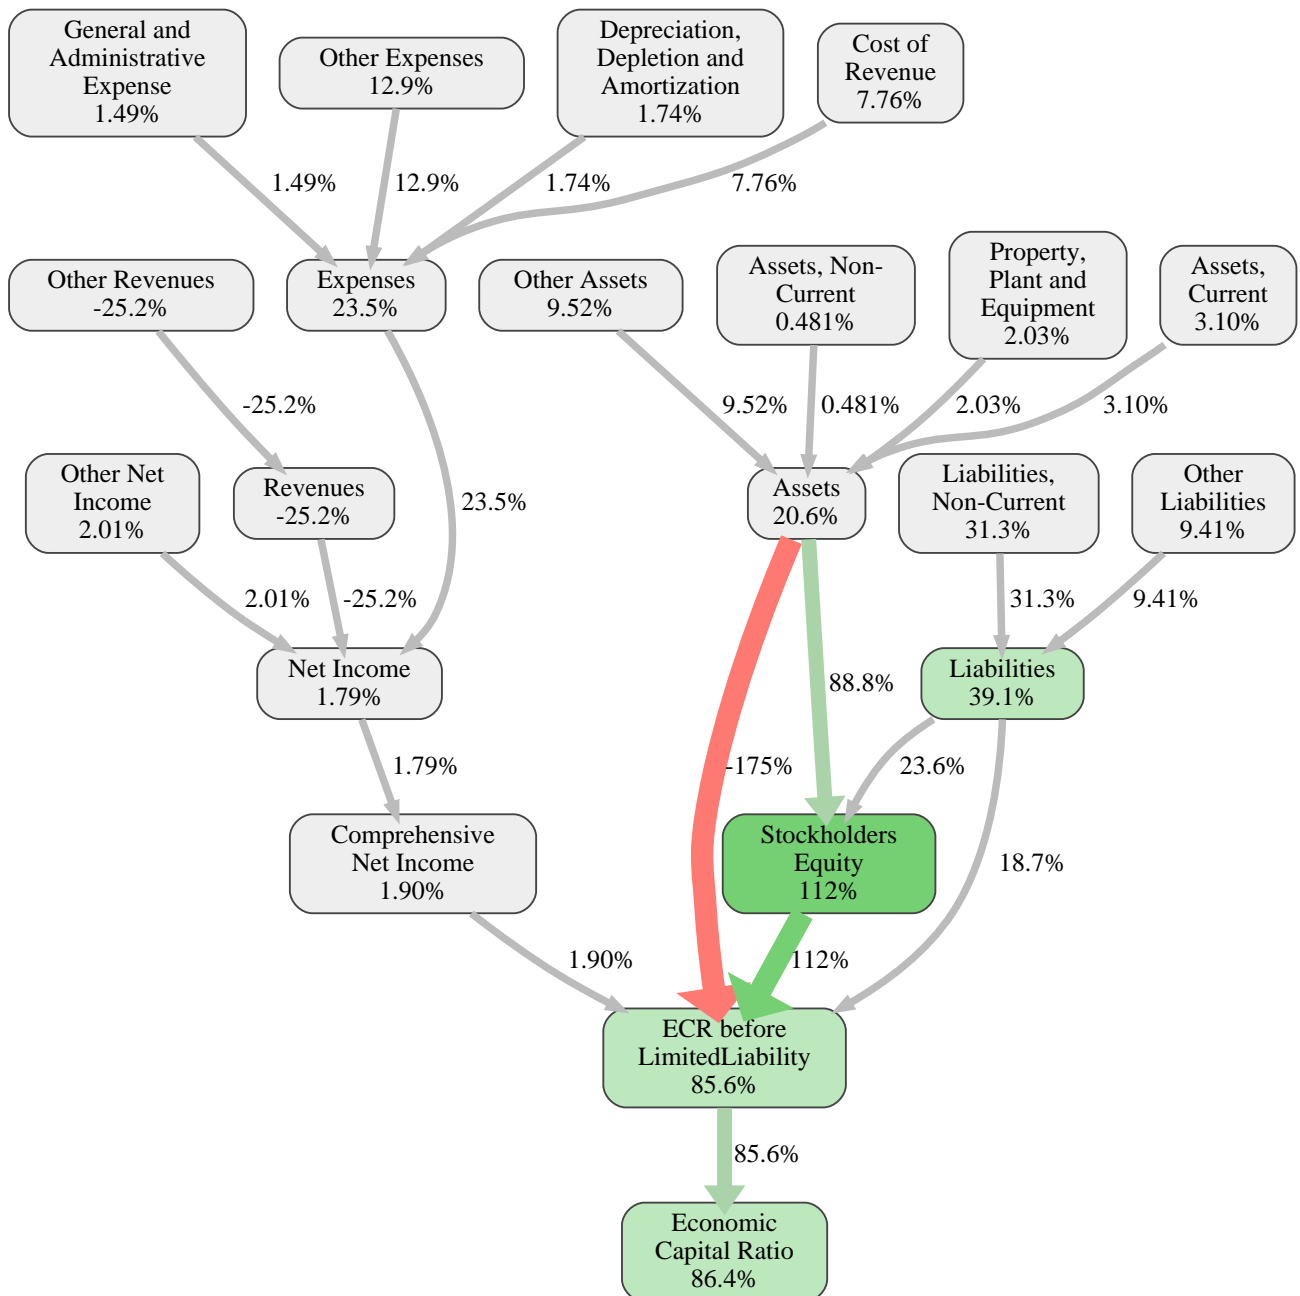 General and
Administrative
Expense
1.49%
Other Expenses
12.9%
Depreciation,
Depletion and
Amortization
1.74%
Cost of
Revenue
7.76%
1.49%
12.9%
1.74%
7.76%
Other Revenues
-25.2%
Expenses
23.5%
Other Assets
9.52%
Assets, Non-
Current
0.481%
Property,
Plant and
Equipment
2.03%
Assets,
Current
3.10%
-25.2%
9.52%
0.481%
2.03%
3.10%
Other Net
Income
2.01%
Revenues
-25.2%
23.5%
Assets
20.6%
Liabilities,
Non-Current
31.3%
Other
Liabilities
9.41%
2.01%
-25.2%
31.3%
9.41%
Net Income
1.79%
88.8%
Liabilities
39.1%
1.79%
-175%
23.6%
Comprehensive
Net Income
1.90%
Stockholders
Equity
112%
18.7%
1.90%
112%
ECR before
LimitedLiability
85.6%
85.6%
Economic
Capital Ratio
86.4%